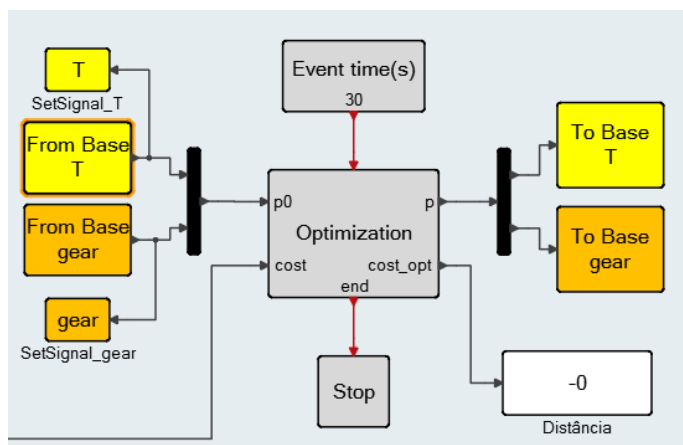 T
SetSignal_T
From Base
T
From Base
gear
gear
SetSignal_gear
Event time(s)
30
p0
p
Optimization
cost
cost_opt
end
Stop
To Base
T
To Base
gear
-0
Distância